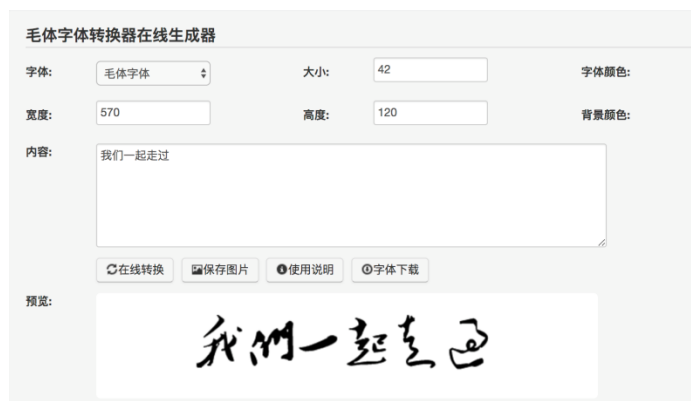 毛体字体转换器在线生成器
字体: 毛体字体 大小: 42 字体颜色:
宽度: 570 高度: 120 背景颜色:
内容: 我们一起走过
在线转换 保存图片 使用说明 字体下载
预览:
我們一起走過